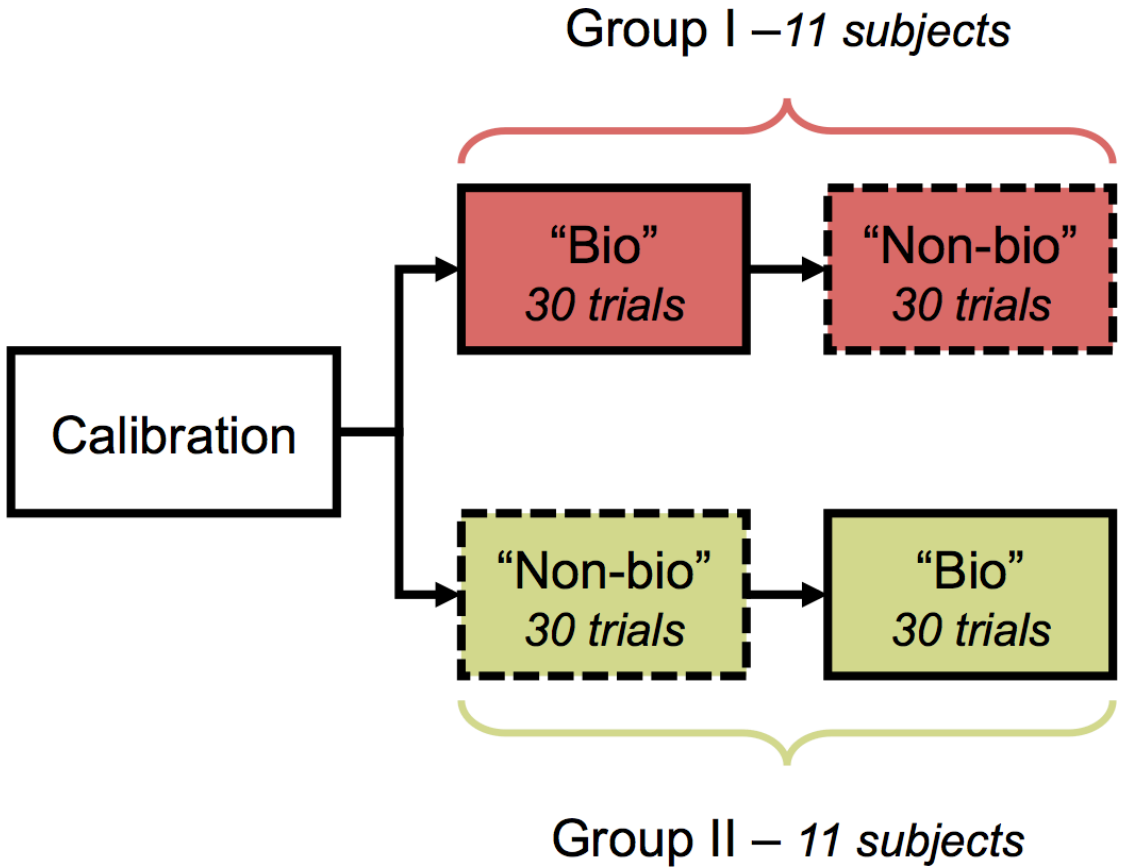 Group I –11 subjects
“Bio”
30 trials
“Non-bio”
30 trials
Calibration
“Non-bio”
30 trials
“Bio”
30 trials
Group II – 11 subjects